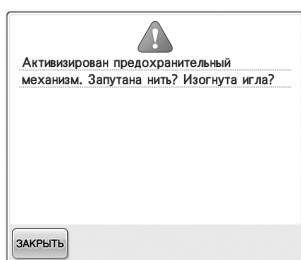 Активизирован предохранительный
механизм. Запутана нить? Изогнута игла?
ЗАКРЫТЬ